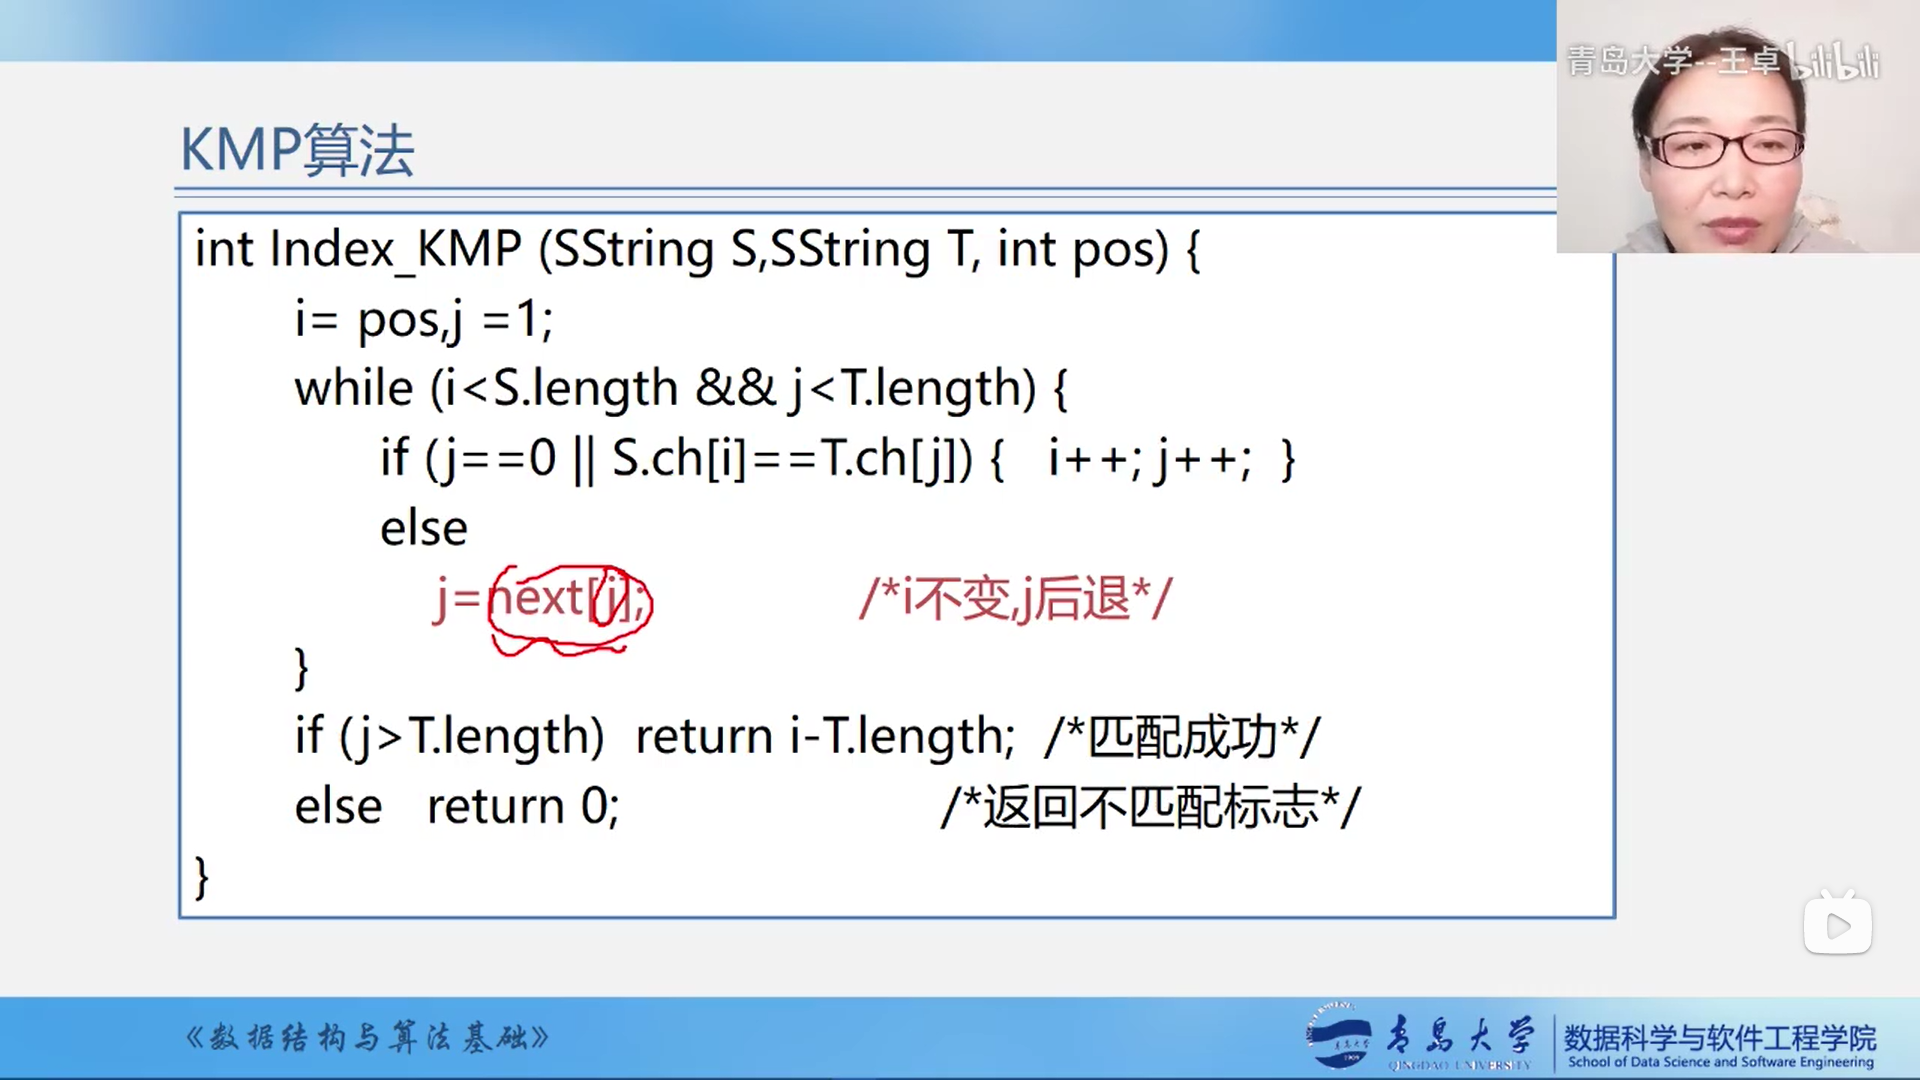 青岛大学--王卓 bilibili
KMP算法
int Index_KMP (SString S,SString T, int pos) {
i= pos,j =1;
while (i<S.length && j<T.length) {
if (j==0 || S.ch[i]==T.ch[j]) { i++; j++; }
else
j=next[j]; /*i不变,j后退*/
}
if (j>T.length) return i-T.length; /*匹配成功*/
else return 0; /*返回不匹配标志*/
}
《数据结构与算法基础》
青岛大学
QINGDAO UNIVERSITY
数据科学与软件工程学院
School of Data Science and Software Engineering